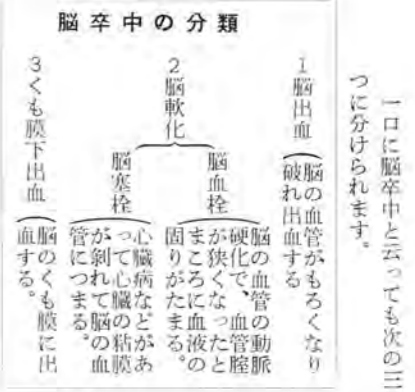 一口に脳卒中と云っても次の三
つに分けられます。
脳卒中の分類
1 脳出血
脳の血管がもろくなり
破れ出血する
2 脳軟化
脳血栓
脳の血管の動脈
硬化で、血管腔
が狭くなったと
まころに血液の
固りがたまる。
脳塞栓
心臓病などがあ
って心臓の粘膜
が剥れて脳の血
管につまる。
3 くも膜下出血
脳のくも膜に出
血する。